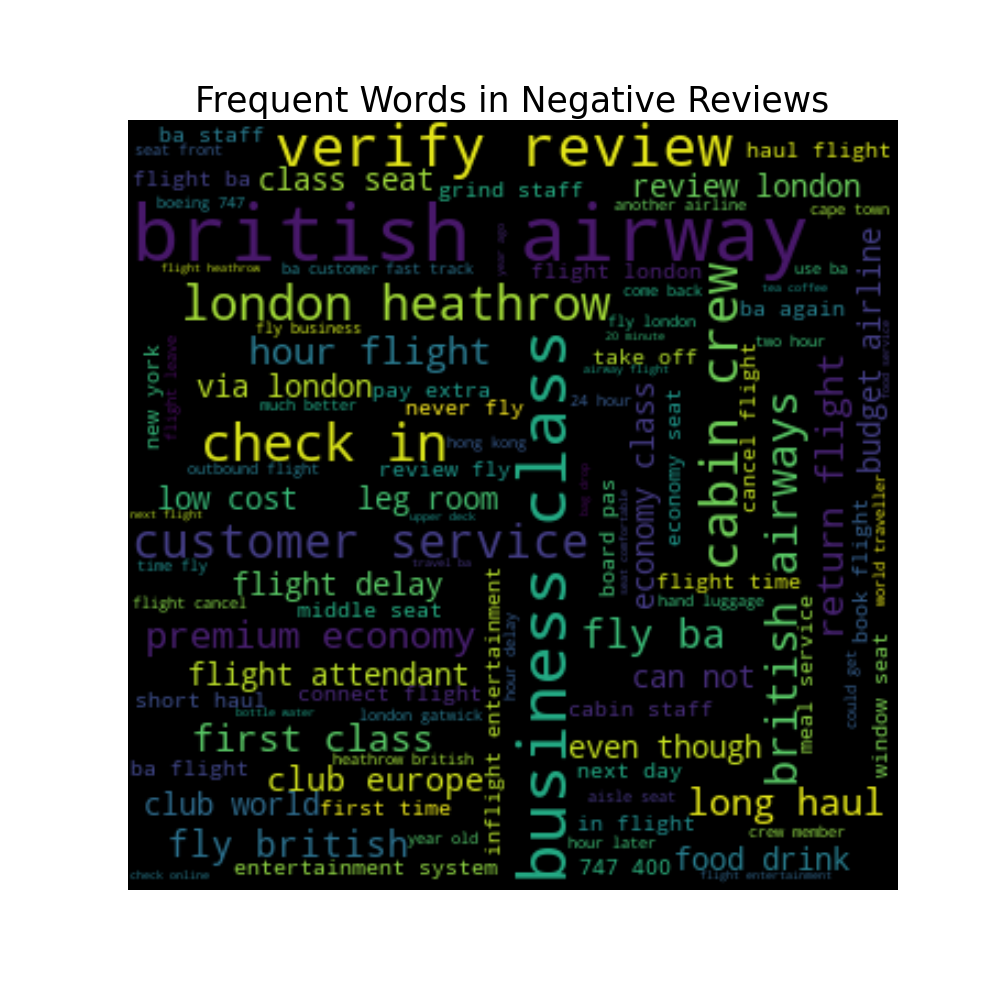 Frequent Words in Negative Reviews
ba staff
verify review
haul flight
seat front
flight ba
class seat
grind staff
review london
boeing 747
another airline
cape town
british airway
year ago
flight heathrow
ba customer
fast track
flight london
use ba
tea coffee
london heathrow
come back
ba again
fly business
fly london
20 minute
two hour
hour flight
take off
airway flight
new york
flight leave
via london
pay extra
much better
never fly
24 hour
check in
hong kong
outbound flight
review fly
low cost
leg room
next flight
upper deck
customer service
travel ba
time fly
flight delay
flight cancel
middle seat
premium economy
flight attendant
short haul
connect flight
bottle water
london gatwick
first class
heathrow british
ba flight
club europe
club world
first time
fly british
year old
entertainment system
check online
inflight entertainment
hour delay
business class
bag drop
board pas
seat comfortable
economy class
economy seat
cabin crew
cancel flight
british airways
return flight
budget airline
food service
world traveller
book flight
flight time
hand luggage
fly ba
can not
meal service
could get
window seat
cabin staff
even though
next day
aisle seat
long haul
in flight
crew member
hour later
747 400
food drink
flight entertainment